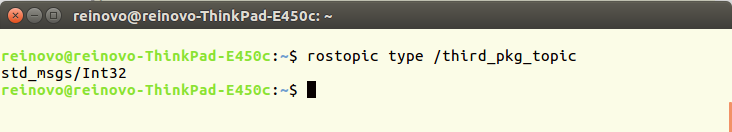 reinovo@reinovo-ThinkPad-E450c: ~
reinovo@reinovo-ThinkPad-E450c:~$ rostopic type /third_pkg_topic
std_msgs/Int32
reinovo@reinovo-ThinkPad-E450c:~$